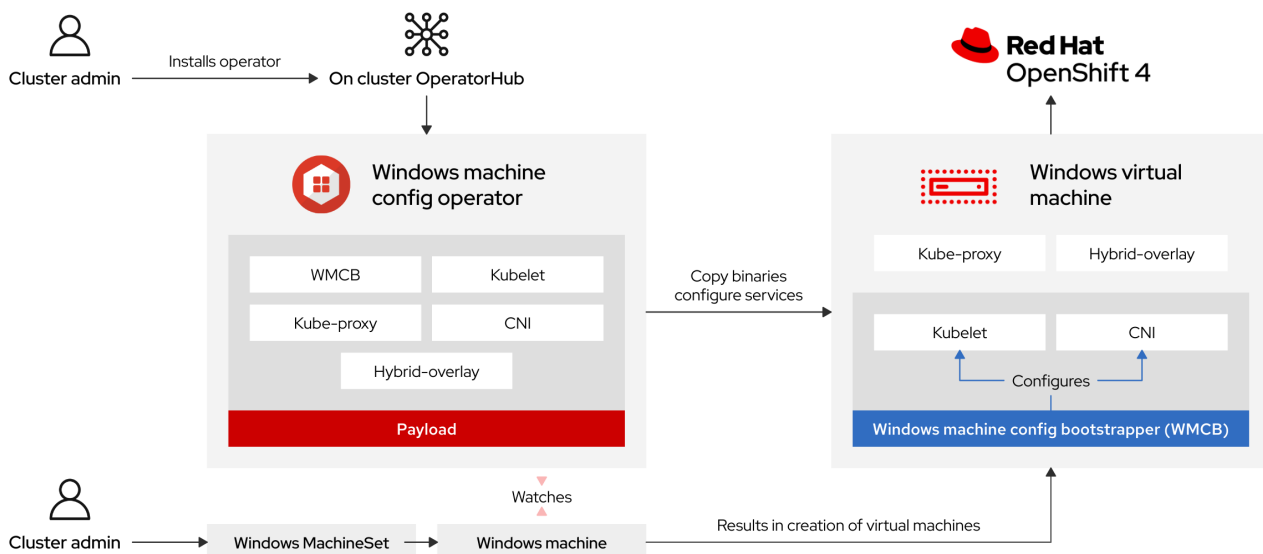 Cluster admin
Installs operator
On cluster OperatorHub
Red Hat
OpenShift 4
Windows machine
config operator
WMCB
Kubelet
Kube-proxy
CNI
Hybrid-overlay
Payload
Copy binaries
configure services
Windows virtual
machine
Kube-proxy
Hybrid-overlay
Kubelet
CNI
Configures
Windows machine config bootstrapper (WMCB)
Watches
Cluster admin
Windows MachineSet
Windows machine
Results in creation of virtual machines